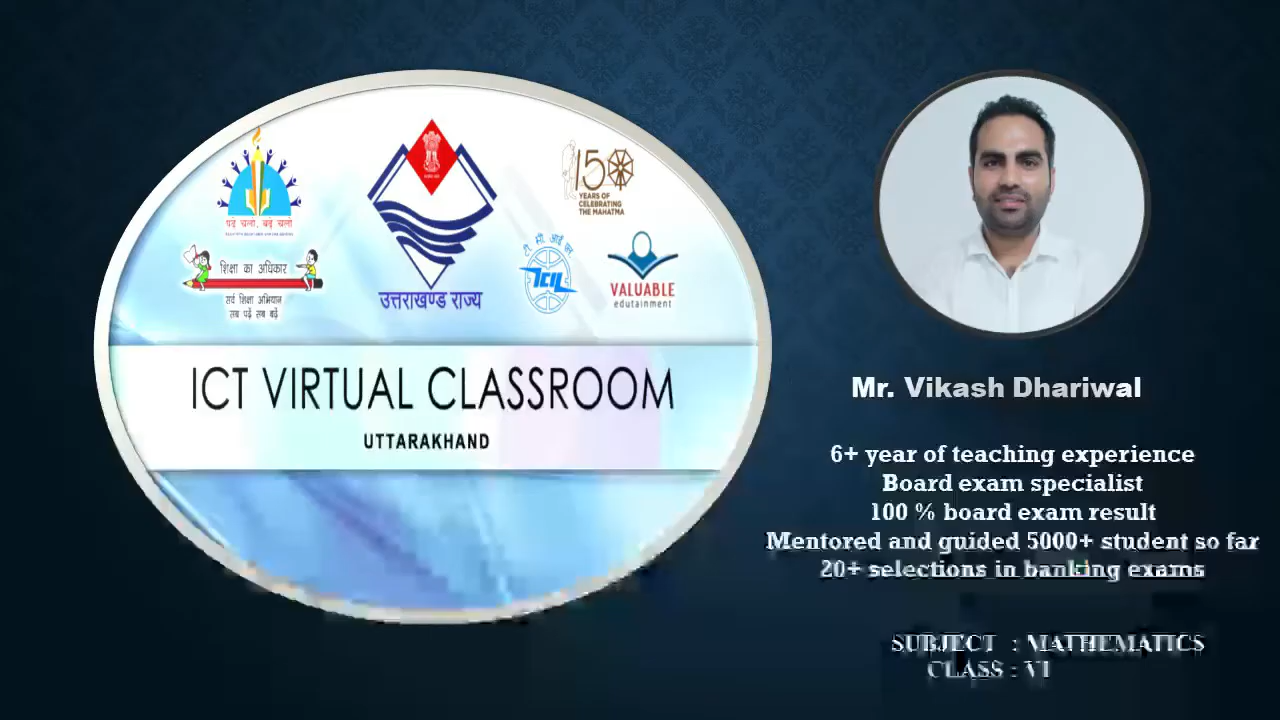 पढ़े चलो, बढ़े चलो
शिक्षा का अधिकार
सर्व शिक्षा अभियान
सब पढ़ें सब बढ़ें
उत्तराखण्ड राज्य
150
YEARS OF
CELEBRATING
THE MAHATMA
टी सी आई एल
TCIL
VALUABLE
edutainment
ICT VIRTUAL CLASSROOM
UTTARAKHAND
Mr. Vikash Dhariwal
6+ year of teaching experience
Board exam specialist
100 % board exam result
Mentored and guided 5000+ student so far
20+ selections in banking exams
SUBJECT : MATHEMATICS
CLASS : VI